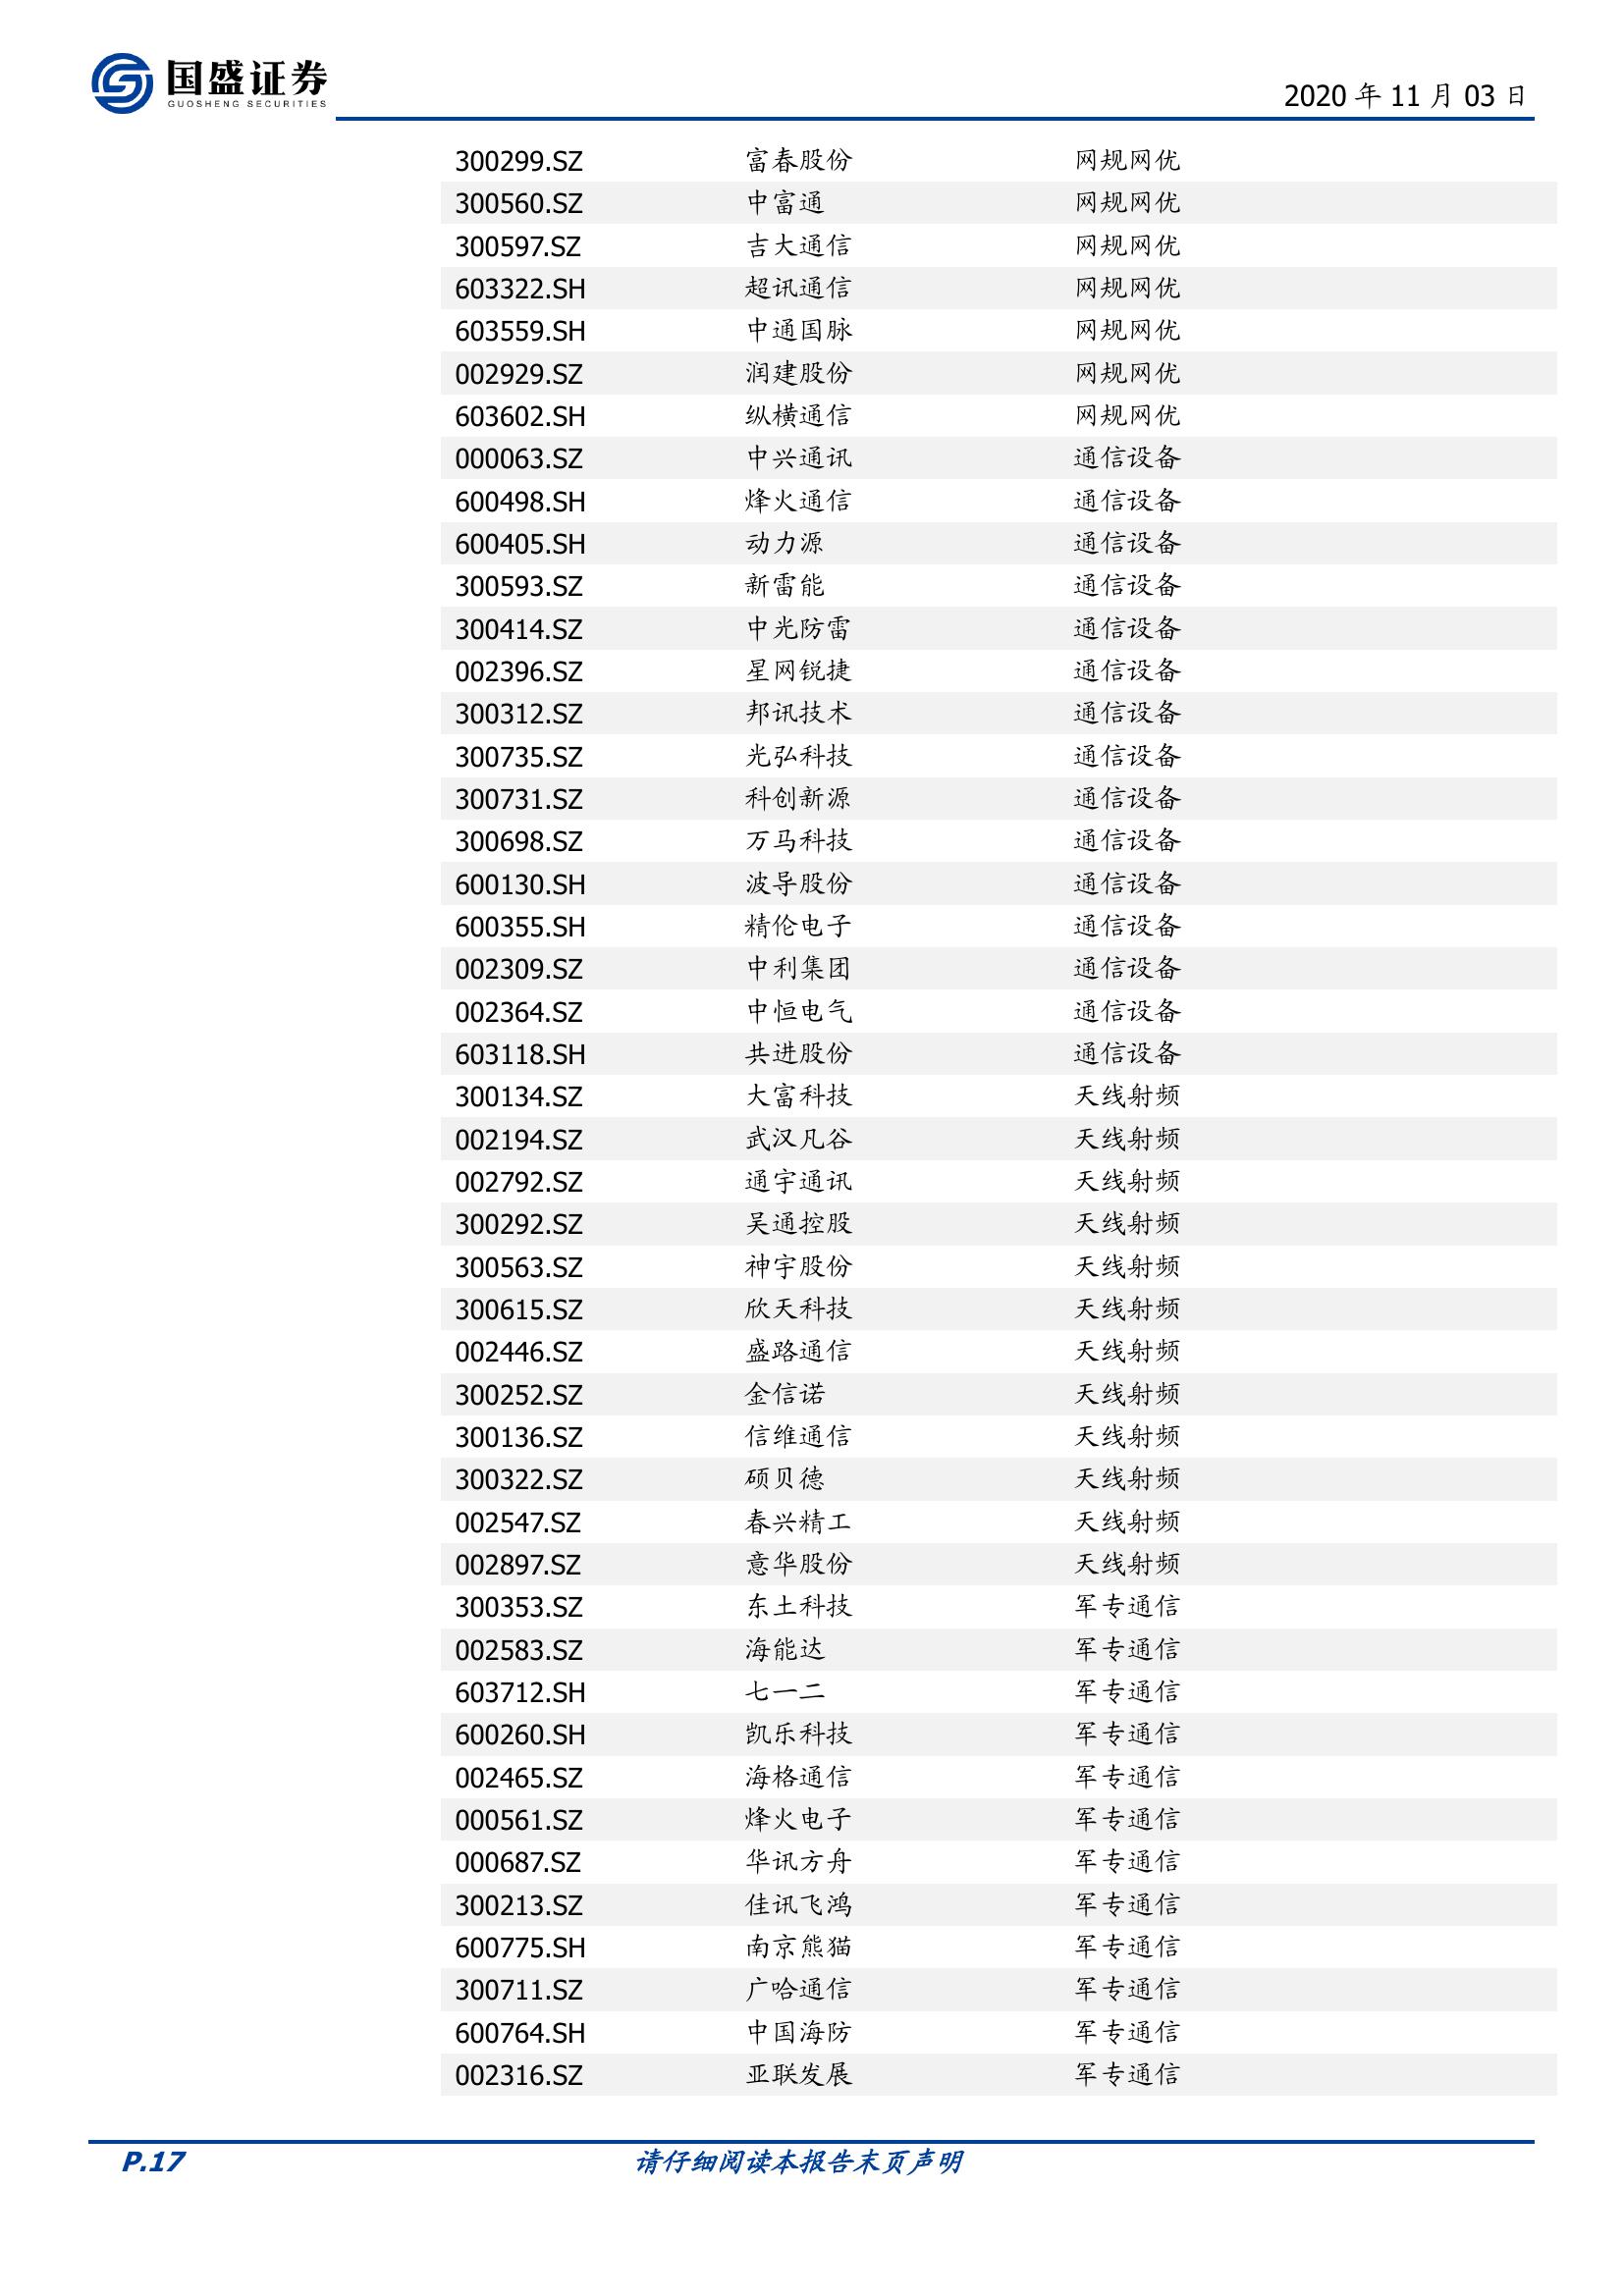 国盛证券
GUOSHENG SECURITIES
2020 年 11 月 03 日
300299.SZ 富春股份 网规网优
300560.SZ 中富通 网规网优
300597.SZ 吉大通信 网规网优
603322.SH 超讯通信 网规网优
603559.SH 中通国脉 网规网优
002929.SZ 润建股份 网规网优
603602.SH 纵横通信 网规网优
000063.SZ 中兴通讯 通信设备
600498.SH 烽火通信 通信设备
600405.SH 动力源 通信设备
300593.SZ 新雷能 通信设备
300414.SZ 中光防雷 通信设备
002396.SZ 星网锐捷 通信设备
300312.SZ 邦讯技术 通信设备
300735.SZ 光弘科技 通信设备
300731.SZ 科创新源 通信设备
300698.SZ 万马科技 通信设备
600130.SH 波导股份 通信设备
600355.SH 精伦电子 通信设备
002309.SZ 中利集团 通信设备
002364.SZ 中恒电气 通信设备
603118.SH 共进股份 通信设备
300134.SZ 大富科技 天线射频
002194.SZ 武汉凡谷 天线射频
002792.SZ 通宇通讯 天线射频
300292.SZ 吴通控股 天线射频
300563.SZ 神宇股份 天线射频
300615.SZ 欣天科技 天线射频
002446.SZ 盛路通信 天线射频
300252.SZ 金信诺 天线射频
300136.SZ 信维通信 天线射频
300322.SZ 硕贝德 天线射频
002547.SZ 春兴精工 天线射频
002897.SZ 意华股份 天线射频
300353.SZ 东土科技 军专通信
002583.SZ 海能达 军专通信
603712.SH 七一二 军专通信
600260.SH 凯乐科技 军专通信
002465.SZ 海格通信 军专通信
000561.SZ 烽火电子 军专通信
000687.SZ 华讯方舟 军专通信
300213.SZ 佳讯飞鸿 军专通信
600775.SH 南京熊猫 军专通信
300711.SZ 广哈通信 军专通信
600764.SH 中国海防 军专通信
002316.SZ 亚联发展 军专通信
P.17 请仔细阅读本报告末页声明